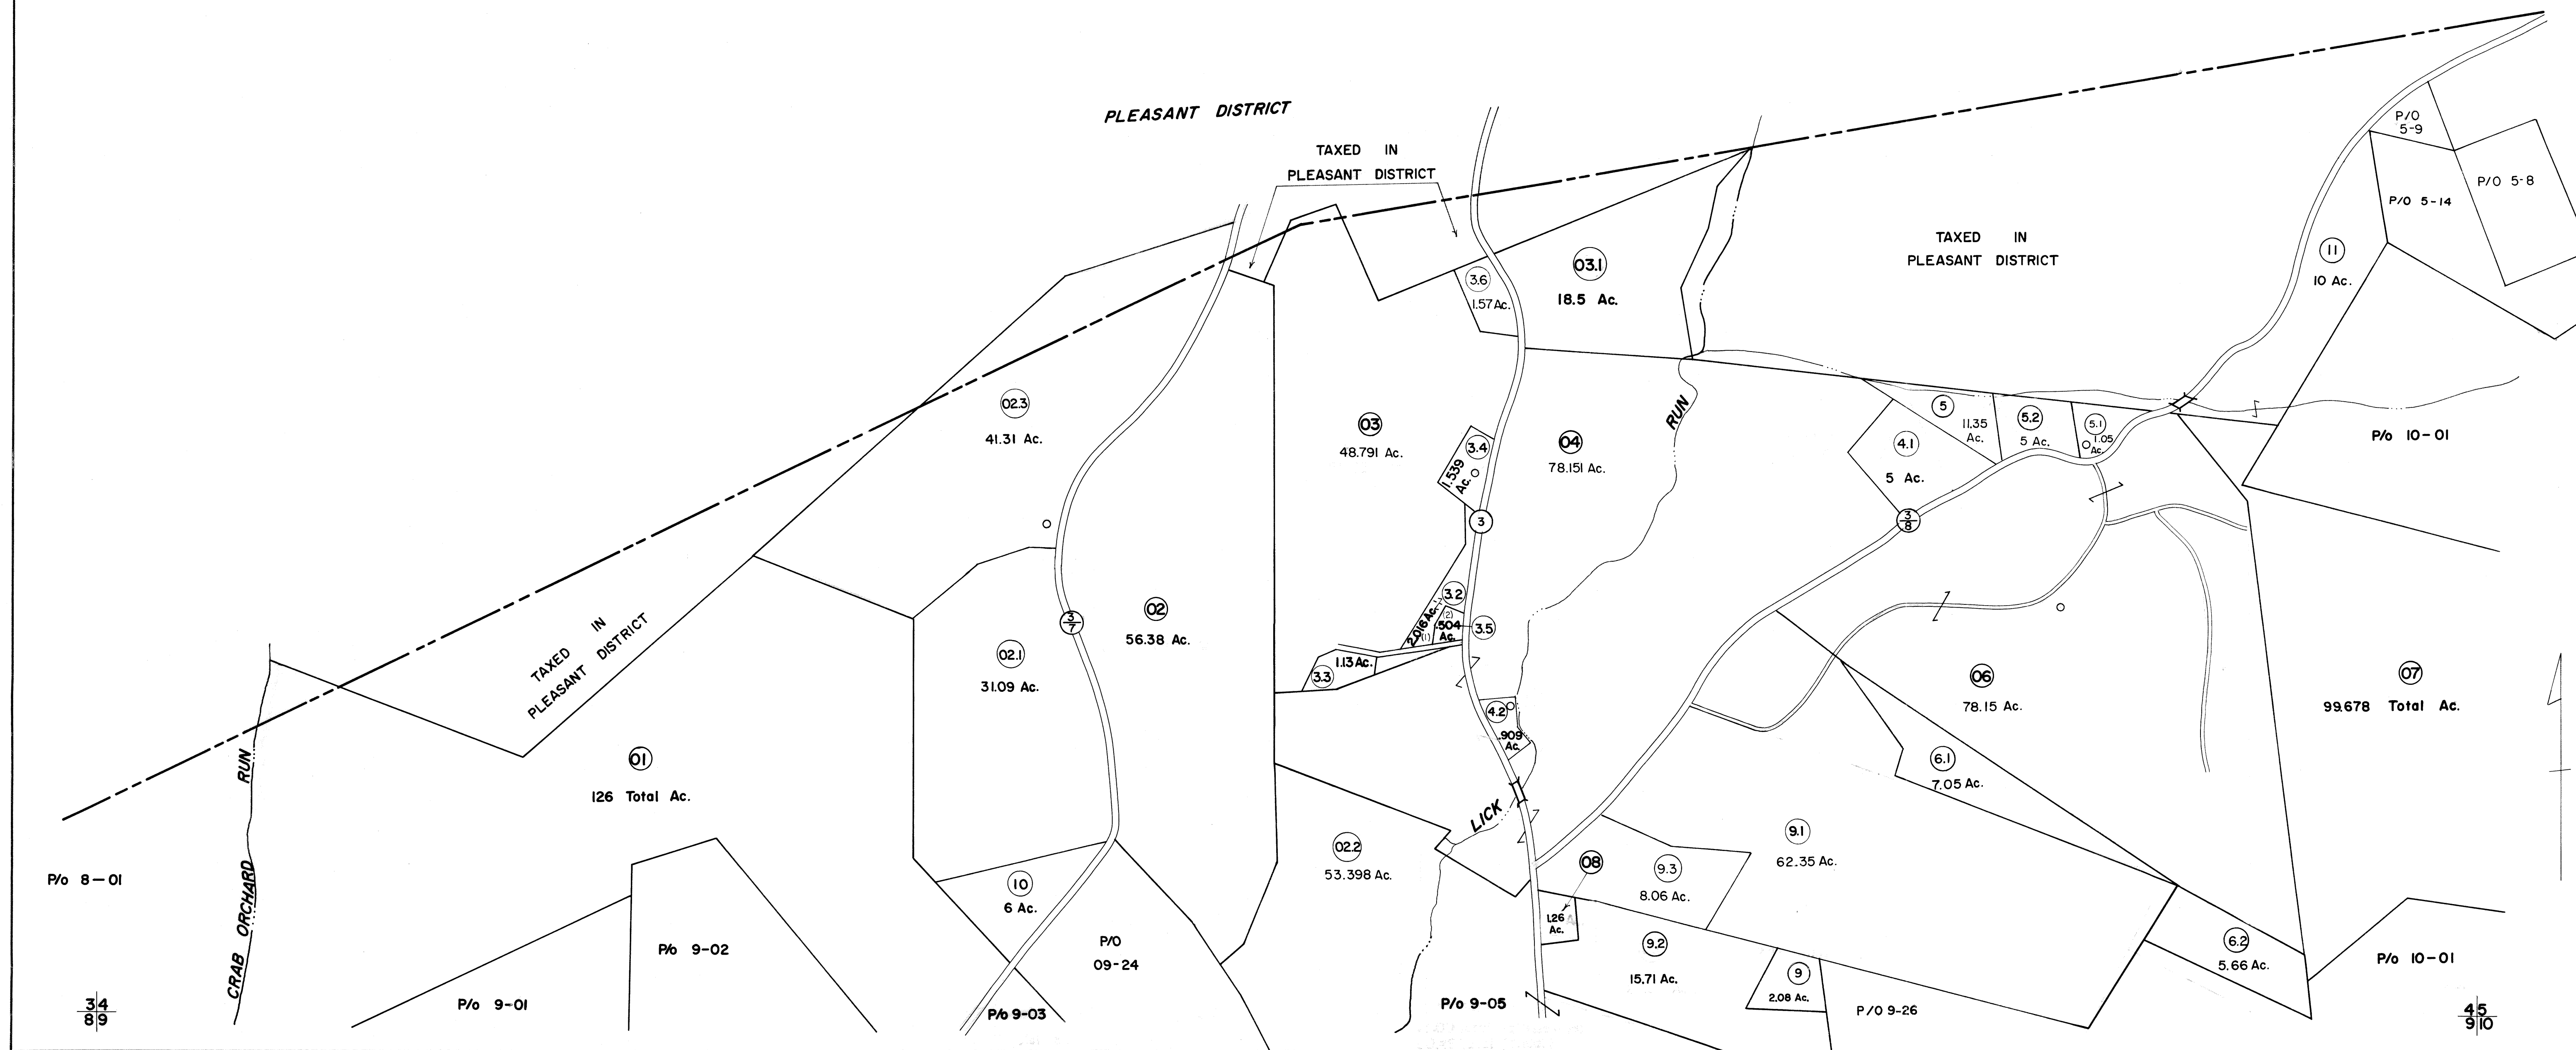 PLEASANT DISTRICT
TAXED IN
PLEASANT DISTRICT
P/O
5-9
P/O 5-8
P/O 5-14
TAXED IN
PLEASANT DISTRICT
11
10 Ac.
03.1
18.5 Ac.
3.6
1.57 Ac.
02.3
41.31 Ac.
03
48.791 Ac.
3.4
1.539
Ac.
04
78.151 Ac.
RUN
5
11.35
Ac.
5.2
5 Ac.
5.1
1.05
Ac.
4.1
5 Ac.
P/o 10-01
3
3
8
02
56.38 Ac.
3
7
3.2
2.016 Ac.
(2)
.504
Ac.
(1)
3.5
1.13 Ac.
3.3
TAXED IN
PLEASANT DISTRICT
02.1
31.09 Ac.
06
78.15 Ac.
07
99.678 Total Ac.
4.2
.909
Ac.
01
126 Total Ac.
6.1
7.05 Ac.
LICK
RUN
CRAB ORCHARD
P/o 8-01
02.2
53.398 Ac.
08
1.26
Ac.
9.1
62.35 Ac.
9.3
8.06 Ac.
10
6 Ac.
P/O
09-24
P/o 9-02
9.2
15.71 Ac.
6.2
5.66 Ac.
P/o 10-01
9
2.08 Ac.
P/o 9-01
P/o 9-03
P/o 9-05
P/O 9-26
3 4
8 9
4 5
9 10